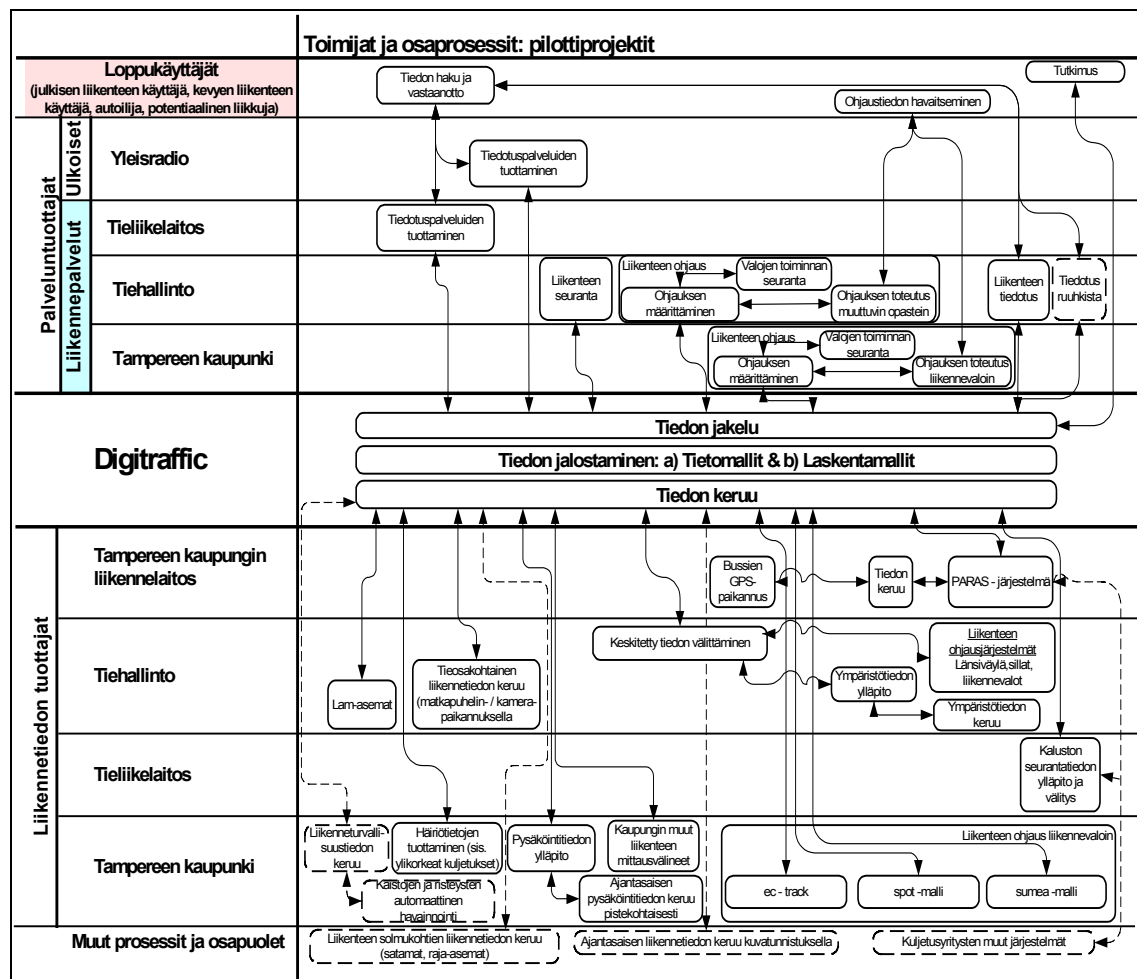 Toimijat ja osaprosessit: pilottiprojektit
Loppukäyttäjät
(julkisen liikenteen käyttäjä, kevyen liikenteen
käyttäjä, autoilija, potentiaalinen liikkuja)
Tiedon haku ja
vastaanotto
Tutkimus
Ohjaustiedon havaitseminen
Palveluntuottajat
Ulkoiset
Yleisradio
Tiedotuspalveluiden
tuottaminen
Liikennepalvelut
Tieliikelaitos
Tiedotuspalveluiden
tuottaminen
Tiehallinto
Liikenteen
seuranta
Liikenteen ohjaus
Valojen toiminnan
seuranta
Ohjauksen
määrittäminen
Ohjauksen toteutus
muuttuvin opastein
Liikenteen
tiedotus
Tiedotus
ruuhkista
Tampereen kaupunki
Liikenteen ohjaus
Valojen toiminnan
seuranta
Ohjauksen
määrittäminen
Ohjauksen toteutus
liikennevaloin
Digitraffic
Tiedon jakelu
Tiedon jalostaminen: a) Tietomallit & b) Laskentamallit
Tiedon keruu
Liikennetiedon tuottajat
Tampereen kaupungin
liikennelaitos
Bussien
GPS-
paikannus
Tiedon
keruu
PARAS - järjestelmä
Tiehallinto
Lam-asemat
Tieosakohtainen
liikennetiedon keruu
(matkapuhelin- / kamera-
paikannuksella)
Keskitetty tiedon välittäminen
Liikenteen
ohjausjärjestelmät
Länsiväylä,sillat,
liikennevalot
Ympäristötiedon
ylläpito
Ympäristötiedon
keruu
Tieliikelaitos
Kaluston
seurantatiedon
ylläpito ja
välitys
Tampereen kaupunki
Liikenneturvalli-
suustiedon
keruu
Häiriötietojen
tuottaminen (sis.
ylikorkeat kuljetukset)
Pysäköintitiedon
ylläpito
Kaupungin muut
liikenteen
mittausvälineet
Liikenteen ohjaus liikennevaloin
Kaistojen ja risteysten
automaattinen
havainnointi
Ajantasaisen
pysäköintitiedon keruu
pistekohtaisesti
ec - track
spot -malli
sumea -malli
Muut prosessit ja osapuolet
Liikenteen solmukohtien liikennetiedon keruu
(satamat, raja-asemat)
Ajantasaisen liikennetiedon keruu kuvatunnistuksella
Kuljetusyritysten muut järjestelmät